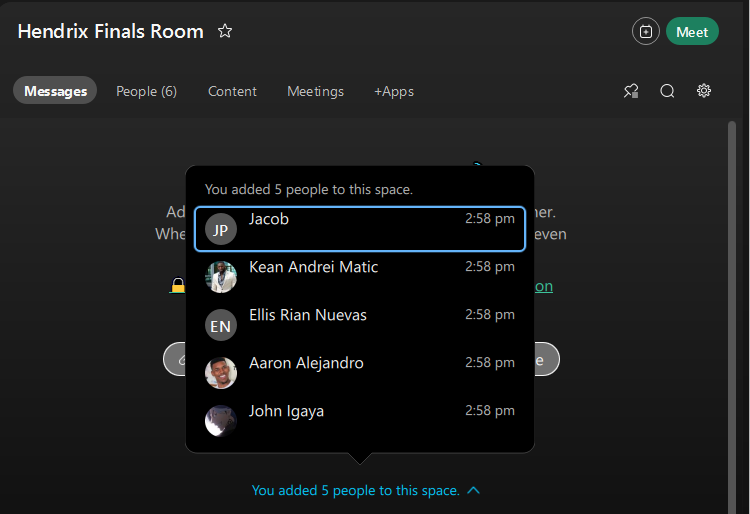 Hendrix Finals Room
Meet
Messages
People (6)
Content
Meetings
+Apps
You added 5 people to this space.
JP
Jacob
2:58 pm
Kean Andrei Matic
2:58 pm
EN
Ellis Rian Nuevas
2:58 pm
Aaron Alejandro
2:58 pm
John Igaya
2:58 pm
Ad
her.
Whe
even
on
e
You added 5 people to this space.